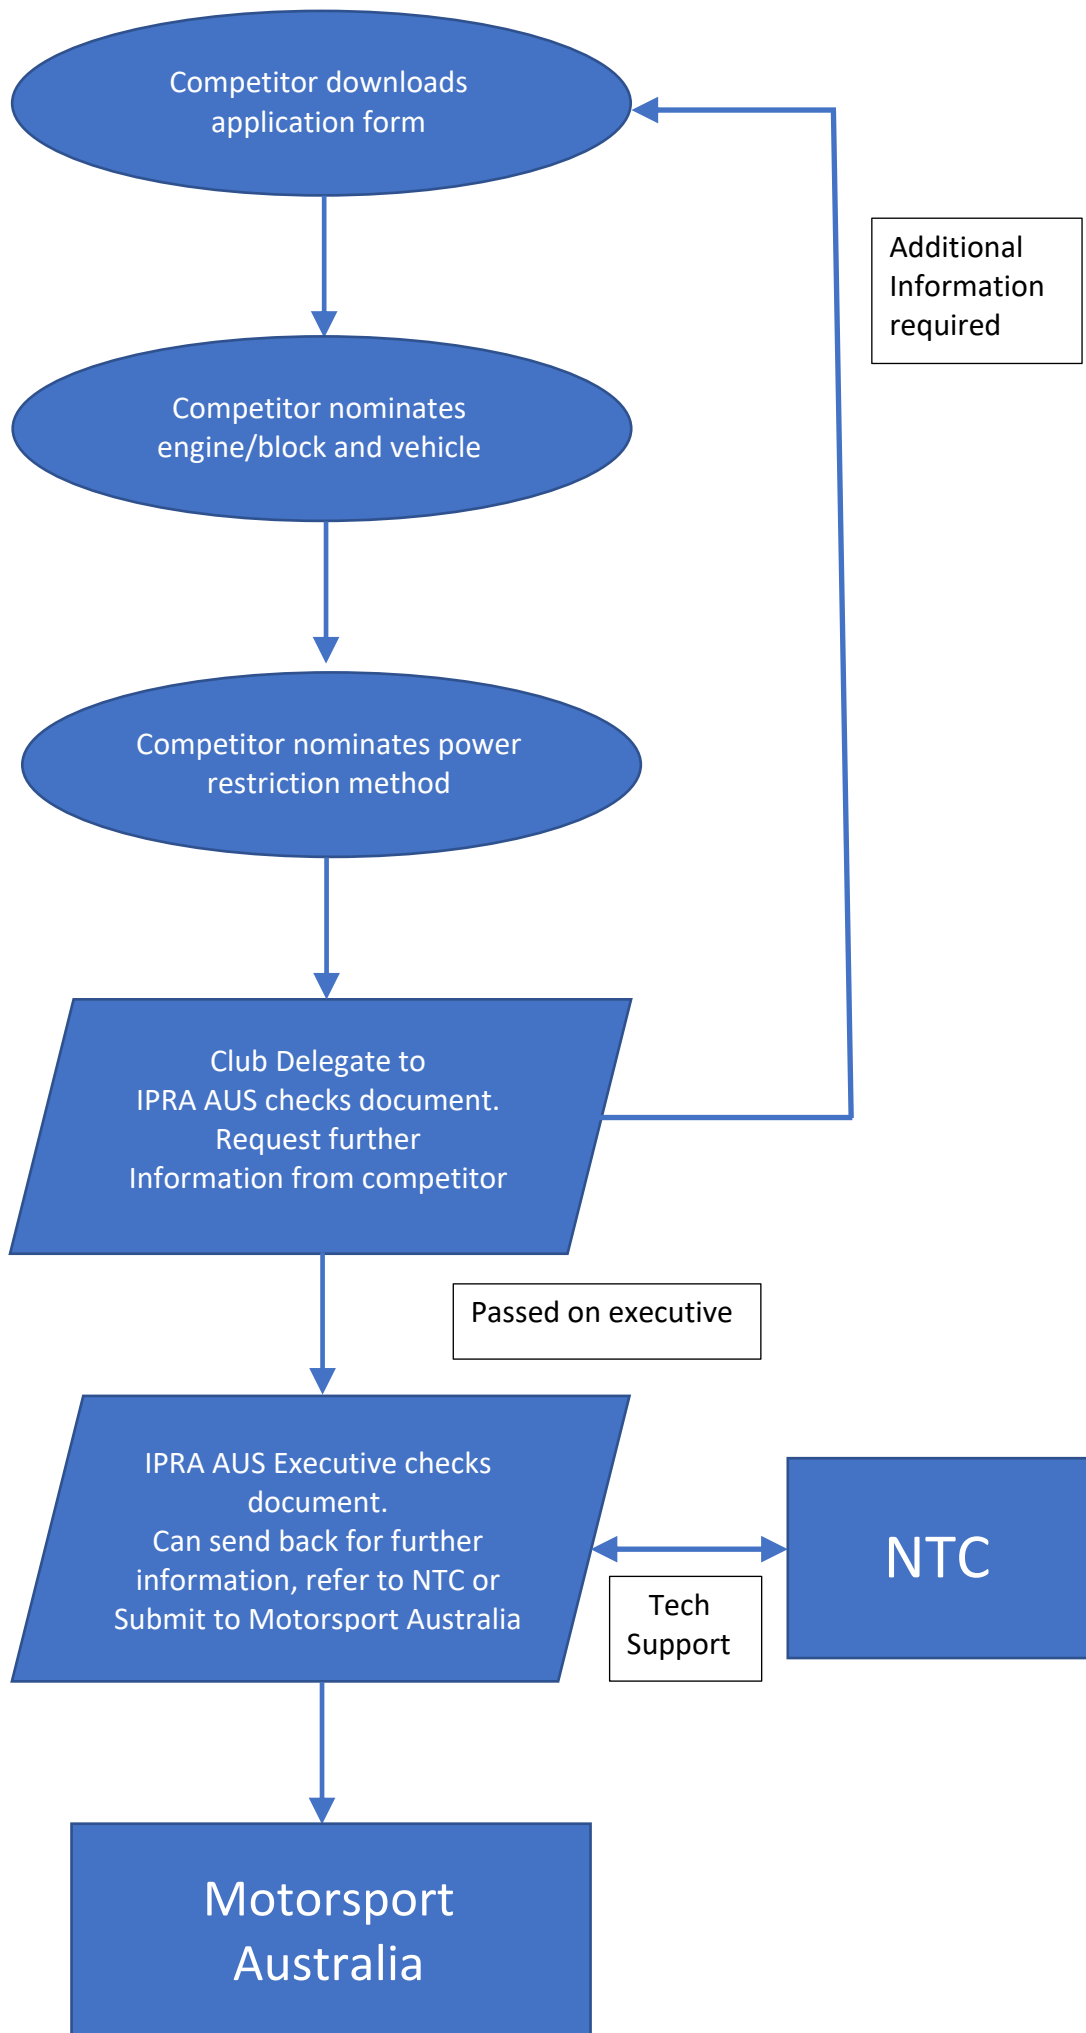 Competitor downloads
application form
Additional
Information
required
Competitor nominates
engine/block and vehicle
Competitor nominates power
restriction method
Club Delegate to
IPRA AUS checks document.
Request further
Information from competitor
Passed on executive
IPRA AUS Executive checks
document.
Can send back for further
information, refer to NTC or
Submit to Motorsport Australia
NTC
Tech
Support
Motorsport
Australia